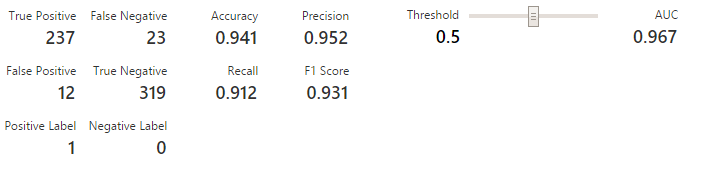 True Positive False Negative Accuracy Precision Threshold AUC
237 23 0.941 0.952 0.5 0.967
False Positive True Negative Recall F1 Score
12 319 0.912 0.931
Positive Label Negative Label
1 0